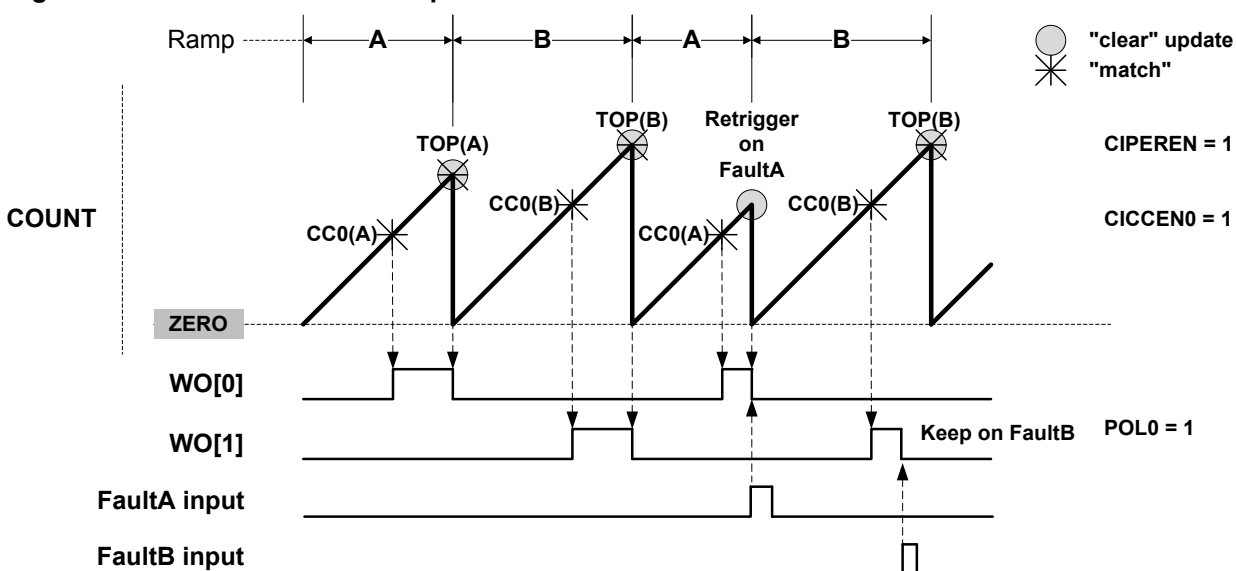 Ramp A B A B
"clear" update
"match"
TOP(A)
TOP(B)
Retrigger
on
FaultA
TOP(B)
CIPEREN = 1
COUNT
CC0(A)
CC0(B)
CC0(A)
CC0(B)
CICCEN0 = 1
ZERO
WO[0]
WO[1]
Keep on FaultB
POL0 = 1
FaultA input
FaultB input